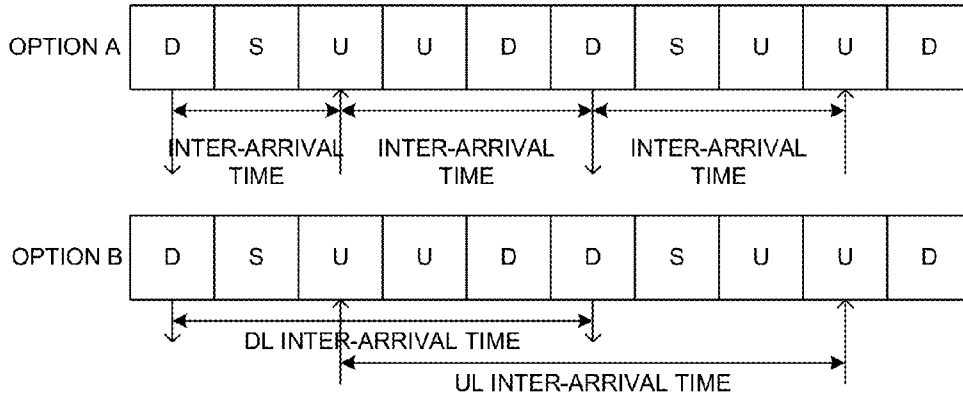 OPTION A D S U U D D S U U D
INTER-ARRIVAL TIME INTER-ARRIVAL TIME INTER-ARRIVAL TIME
OPTION B D S U U D D S U U D
DL INTER-ARRIVAL TIME
UL INTER-ARRIVAL TIME